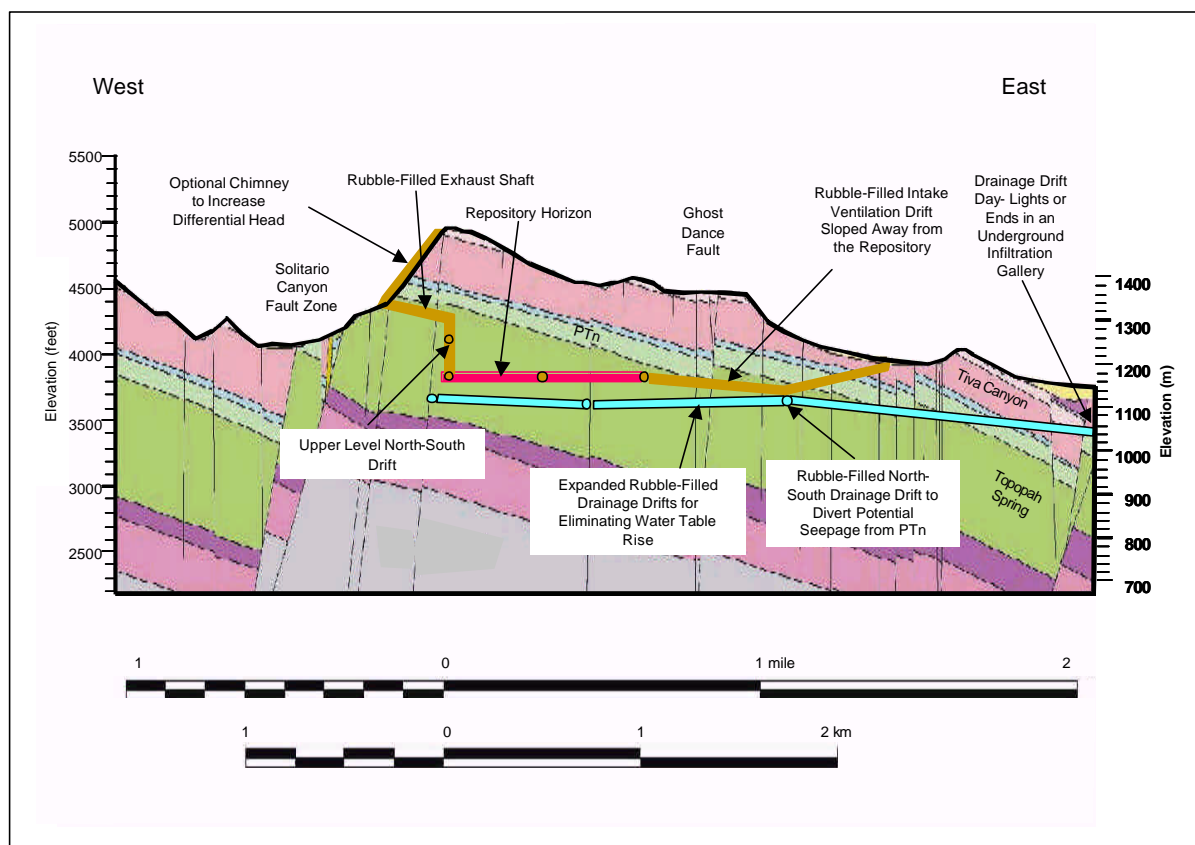 West
East
5500
5000
4500
4000
3500
3000
2500
Elevation (feet)
Optional Chimney
to Increase
Differential Head
Rubble-Filled Exhaust Shaft
Repository Horizon
Ghost
Dance
Fault
Rubble-Filled Intake
Ventilation Drift
Sloped Away from
the Repository
Drainage Drift
Day- Lights or
Ends in an
Underground
Infiltration
Gallery
Solitario
Canyon
Fault Zone
PTn
Tiva Canyon
Topopah
Spring
1400
1300
1200
1100
1000
900
800
700
Elevation (m)
Upper Level North-South
Drift
Expanded Rubble-Filled
Drainage Drifts for
Eliminating Water Table
Rise
Rubble-Filled North-
South Drainage Drift to
Divert Potential
Seepage from PTn
1 0 1 mile 2
1 0 1 2 km